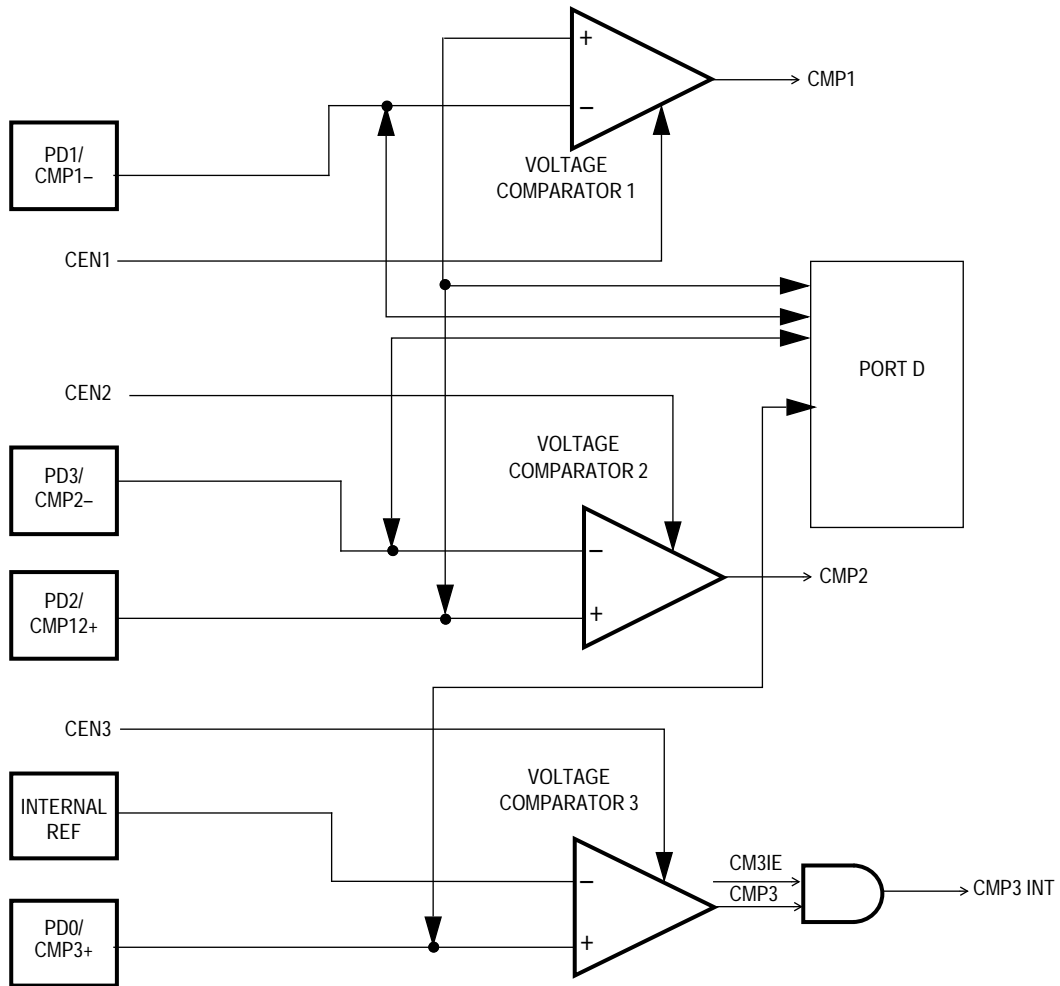 +
CMP1
−
PD1/
CMP1−
VOLTAGE
COMPARATOR 1
CEN1
PORT D
CEN2
VOLTAGE
COMPARATOR 2
PD3/
CMP2−
−
CMP2
PD2/
CMP12+
+
CEN3
VOLTAGE
COMPARATOR 3
INTERNAL
REF
CM3IE
−
CMP3
CMP3 INT
PD0/
CMP3+
+